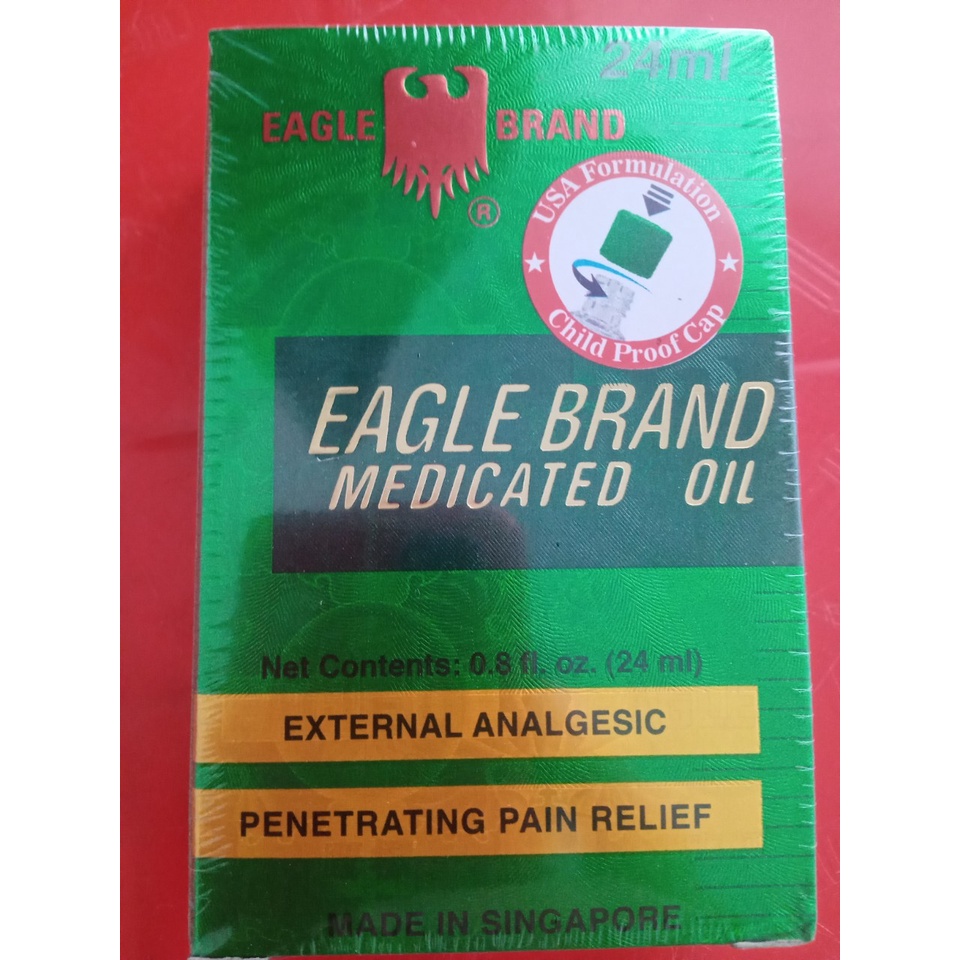 24ml
EAGLE BRAND
®
USA Formulation
Child Proof Cap
EAGLE BRAND
MEDICATED OIL
Net Contents: 0.8 fl. oz. (24 ml)
EXTERNAL ANALGESIC
PENETRATING PAIN RELIEF
MADE IN SINGAPORE